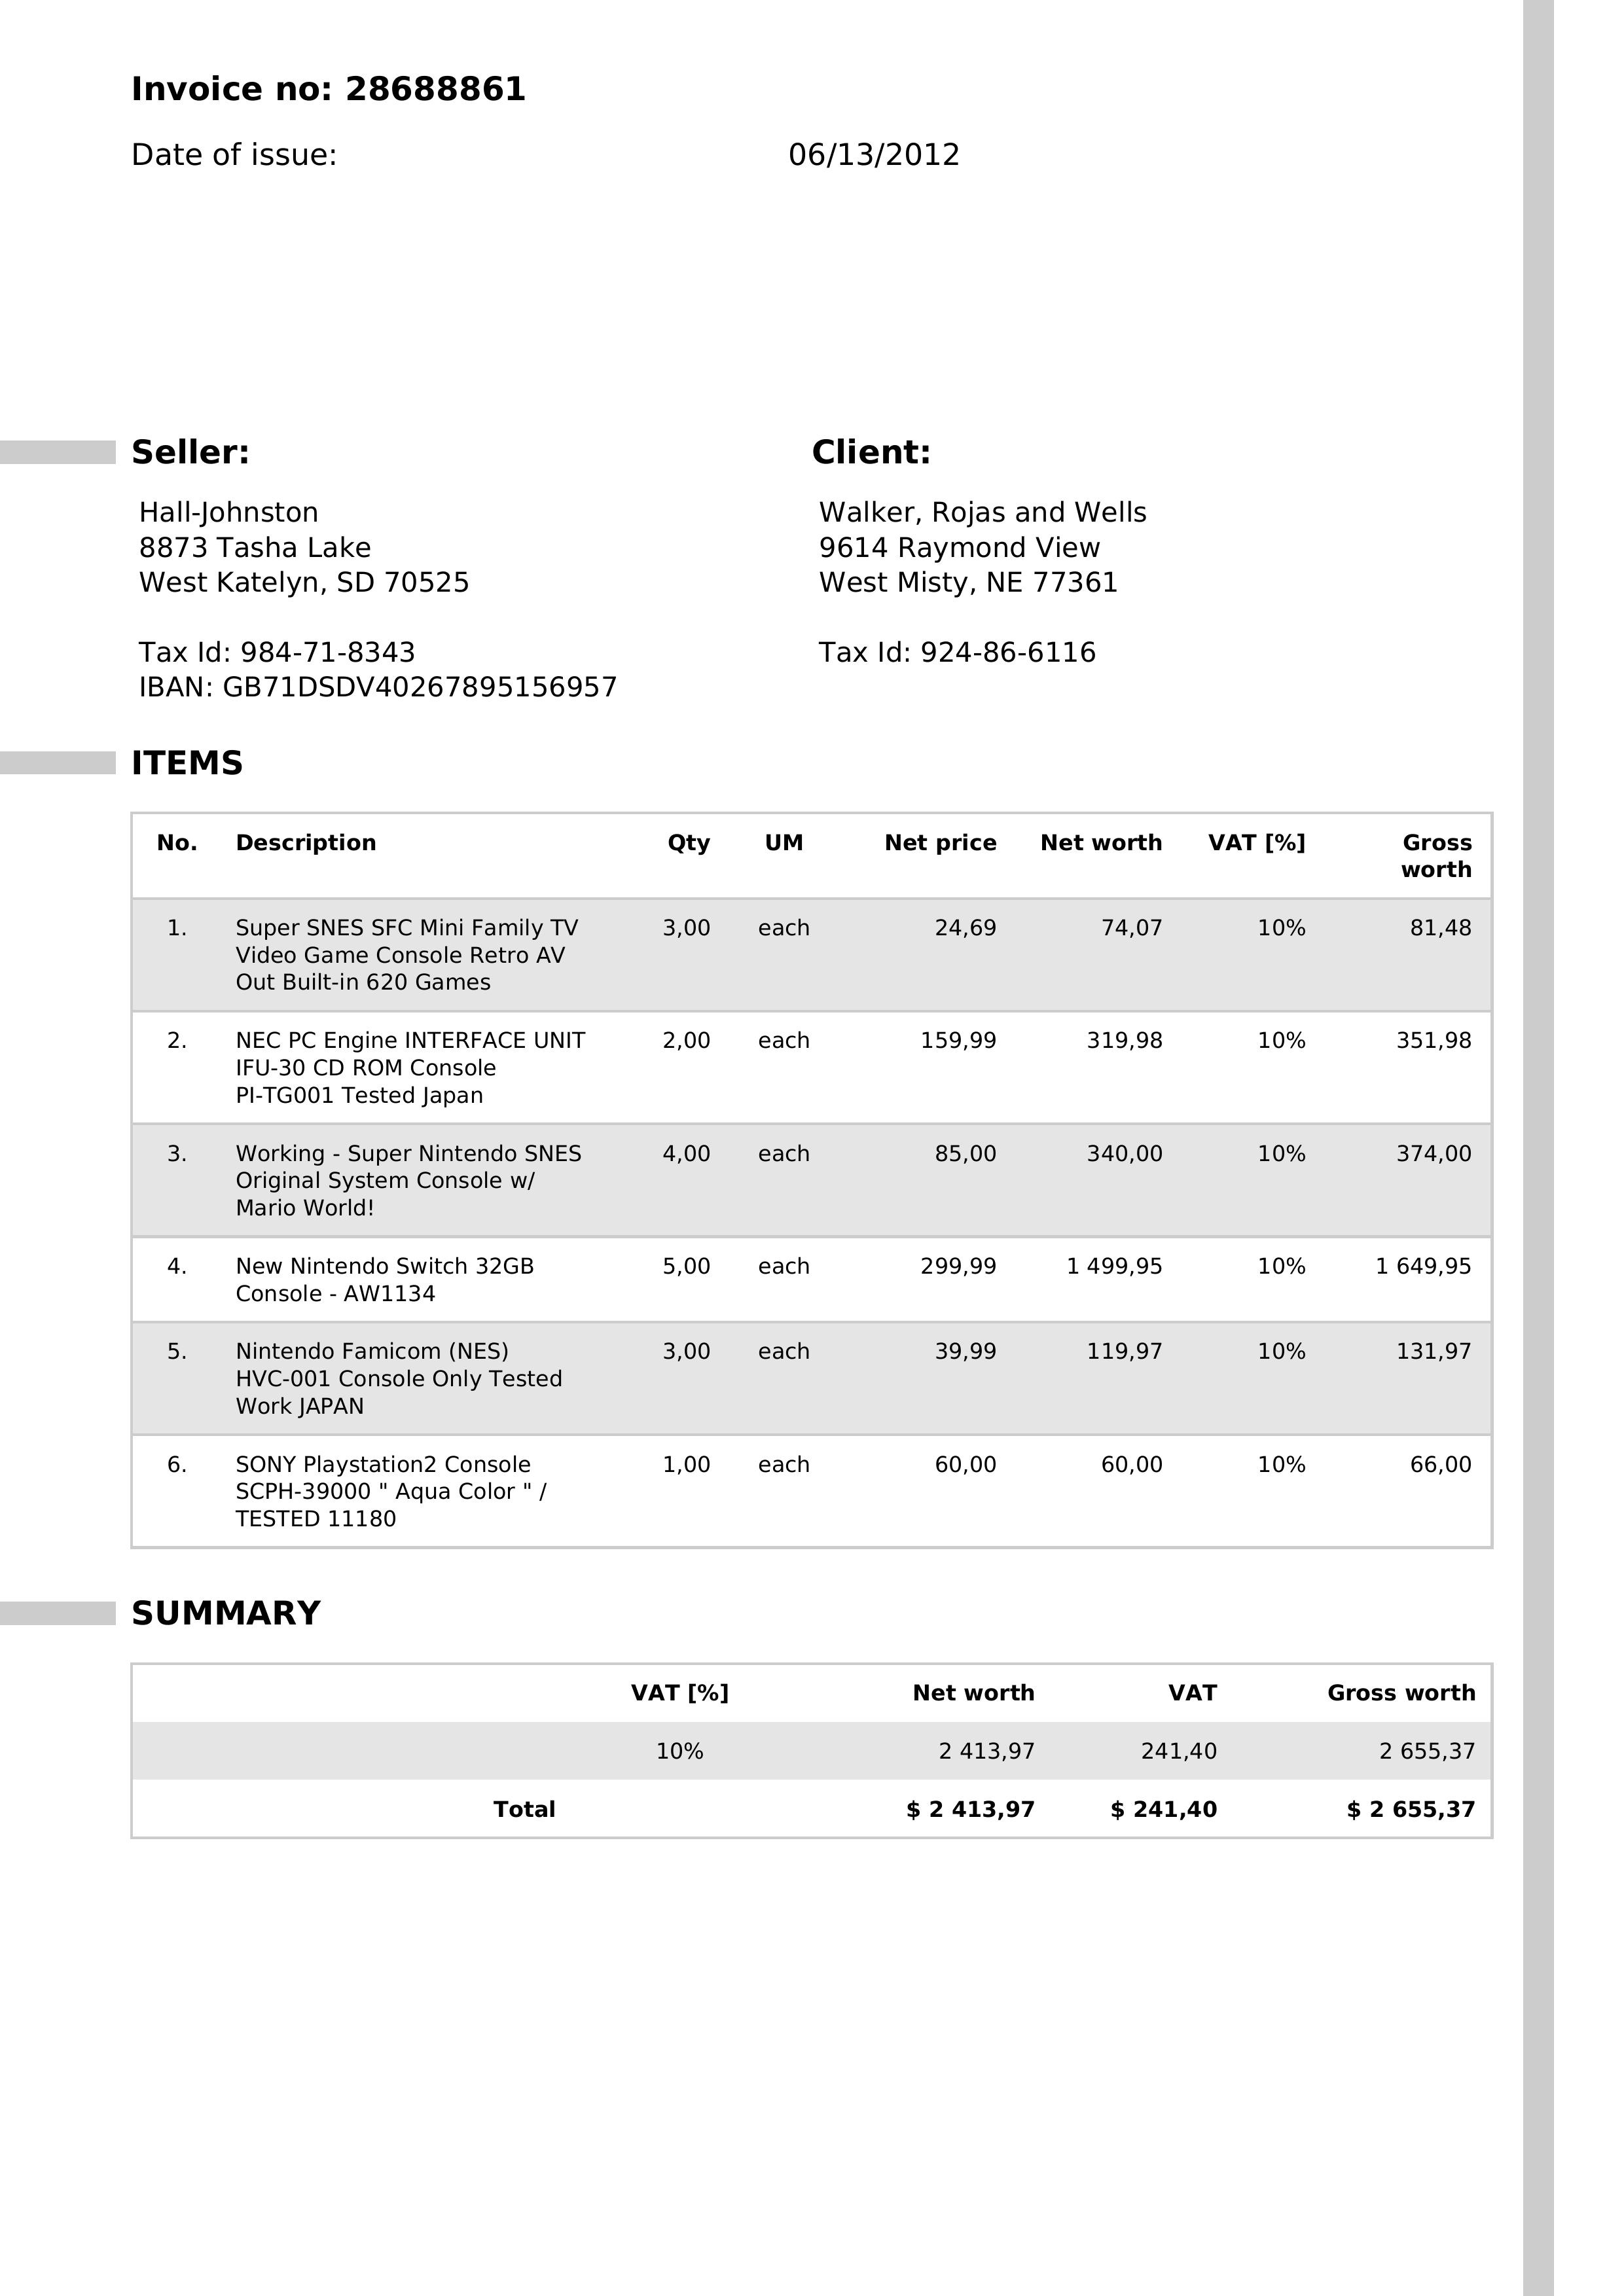 Invoice no: 28688861
Date of issue: 06/13/2012
Seller:
Hall-Johnston
8873 Tasha Lake
West Katelyn, SD 70525
Tax Id: 984-71-8343
IBAN: GB71DSDV40267895156957
Client:
Walker, Rojas and Wells
9614 Raymond View
West Misty, NE 77361
Tax Id: 924-86-6116
ITEMS
No. Description Qty UM Net price Net worth VAT [%] Gross
worth
1. Super SNES SFC Mini Family TV 3,00 each 24,69 74,07 10% 81,48
Video Game Console Retro AV
Out Built-in 620 Games
2. NEC PC Engine INTERFACE UNIT 2,00 each 159,99 319,98 10% 351,98
IFU-30 CD ROM Console
PI-TG001 Tested Japan
3. Working - Super Nintendo SNES 4,00 each 85,00 340,00 10% 374,00
Original System Console w/
Mario World!
4. New Nintendo Switch 32GB 5,00 each 299,99 1 499,95 10% 1 649,95
Console - AW1134
5. Nintendo Famicom (NES) 3,00 each 39,99 119,97 10% 131,97
HVC-001 Console Only Tested
Work JAPAN
6. SONY Playstation2 Console 1,00 each 60,00 60,00 10% 66,00
SCPH-39000 " Aqua Color " /
TESTED 11180
SUMMARY
VAT [%] Net worth VAT Gross worth
10% 2 413,97 241,40 2 655,37
Total $ 2 413,97 $ 241,40 $ 2 655,37